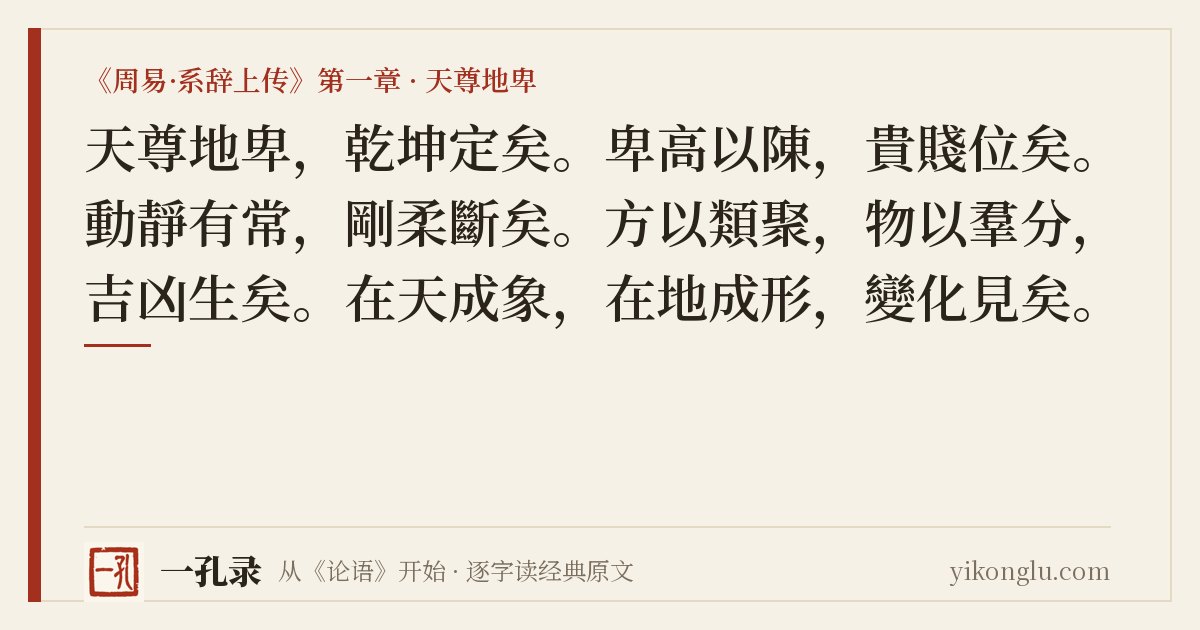 《周易·系辞上传》第一章 · 天尊地卑
天尊地卑，乾坤定矣。卑高以陳，貴賤位矣。
動靜有常，剛柔斷矣。方以類聚，物以羣分，
吉凶生矣。在天成象，在地成形，變化見矣。
一孔 一孔录 从《论语》开始 · 逐字读经典原文 yikonglu.com